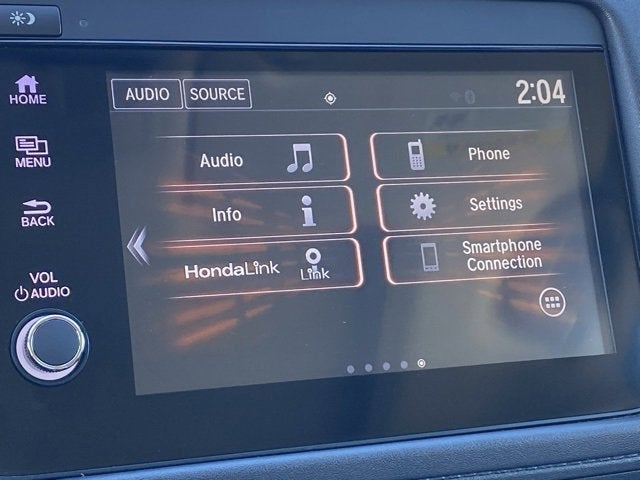 AUDIO SOURCE 2:04
HOME
MENU
BACK
VOL
AUDIO
Audio
Phone
Info
Settings
HondaLink Link
Smartphone
Connection